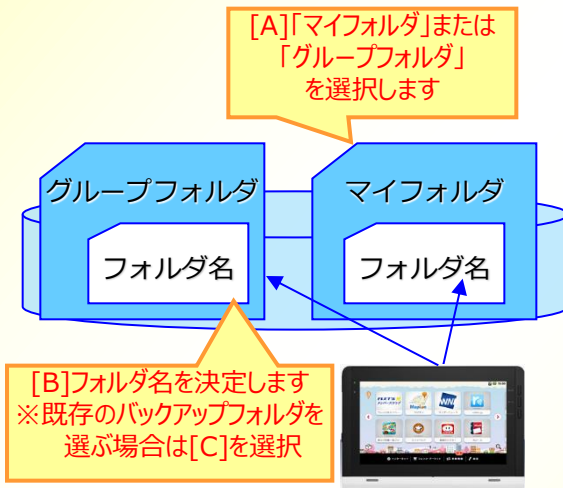 [A]「マイフォルダ」または
「グループフォルダ」
を選択します
グループフォルダ
マイフォルダ
フォルダ名
フォルダ名
[B]フォルダ名を決定します
※既存のバックアップフォルダを
選ぶ場合は[C]を選択